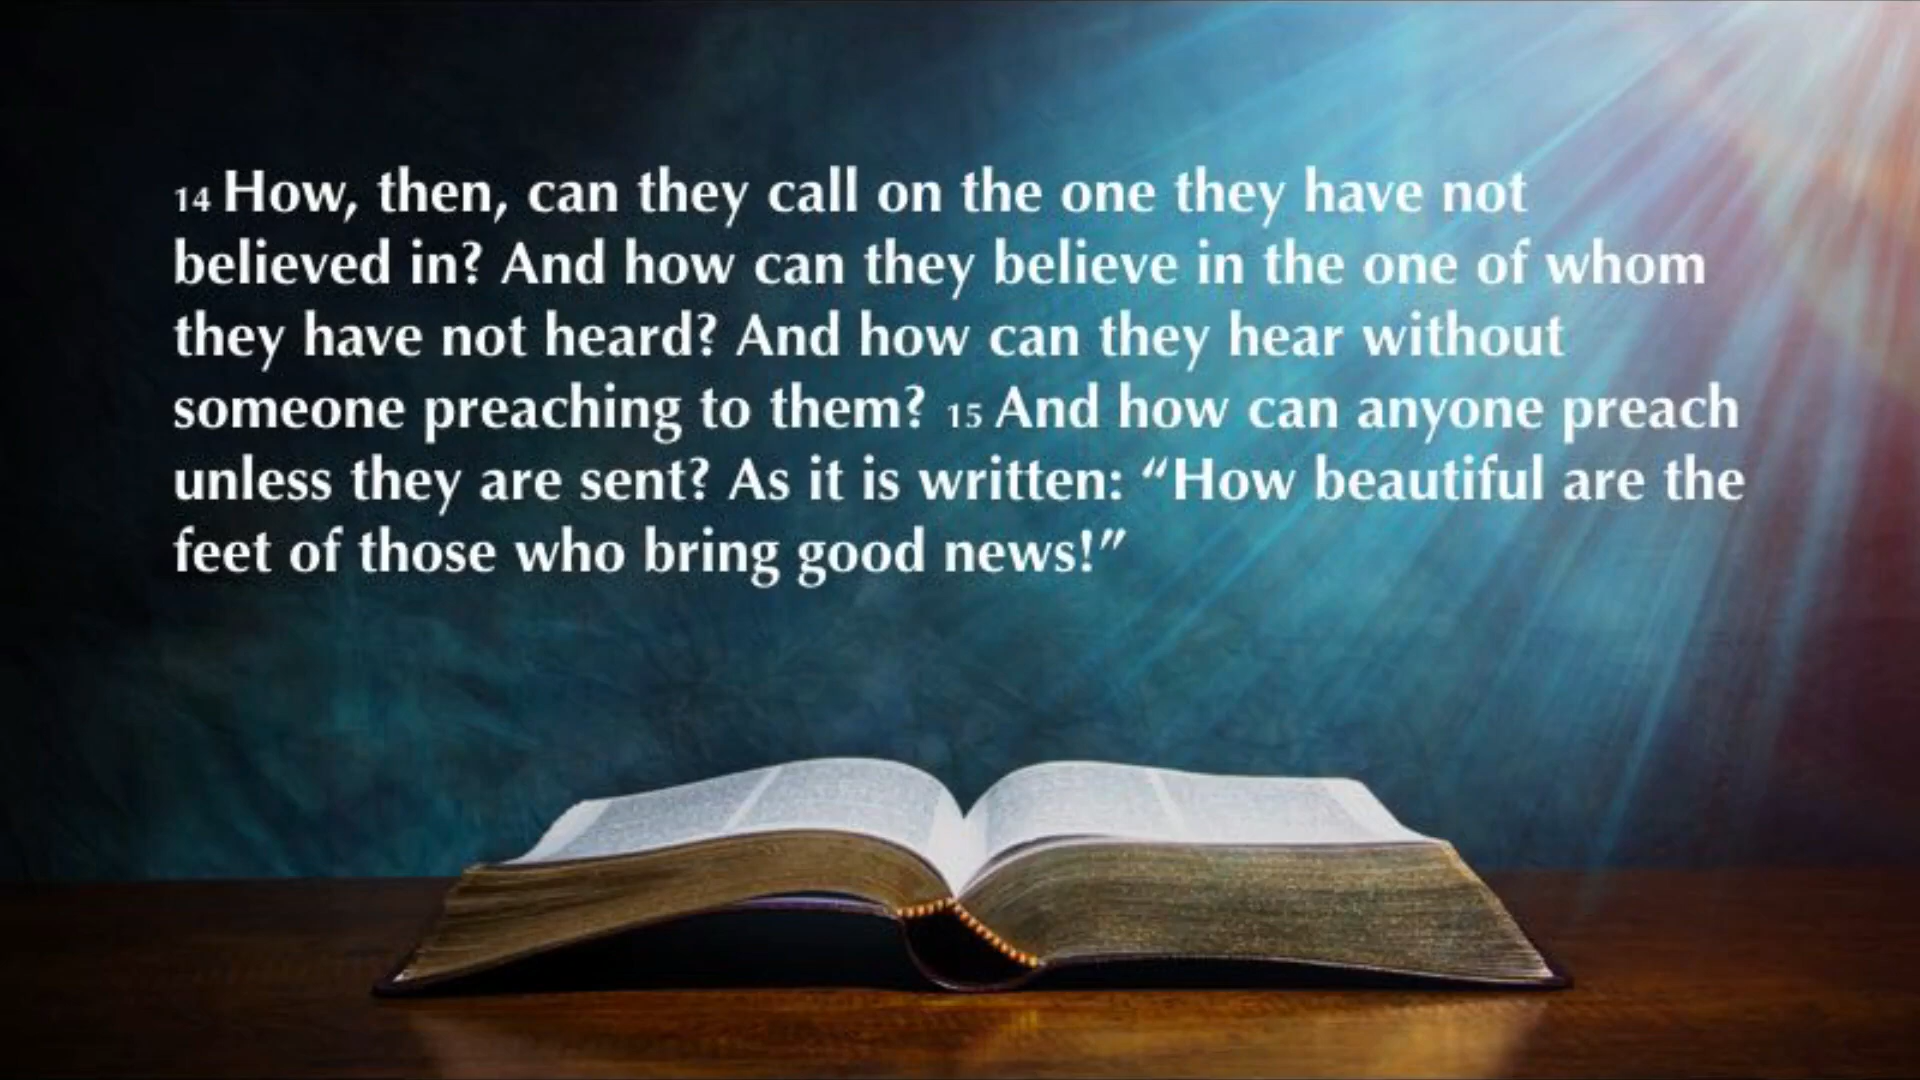 14 How, then, can they call on the one they have not
believed in? And how can they believe in the one of whom
they have not heard? And how can they hear without
someone preaching to them? 15 And how can anyone preach
unless they are sent? As it is written: “How beautiful are the
feet of those who bring good news!”